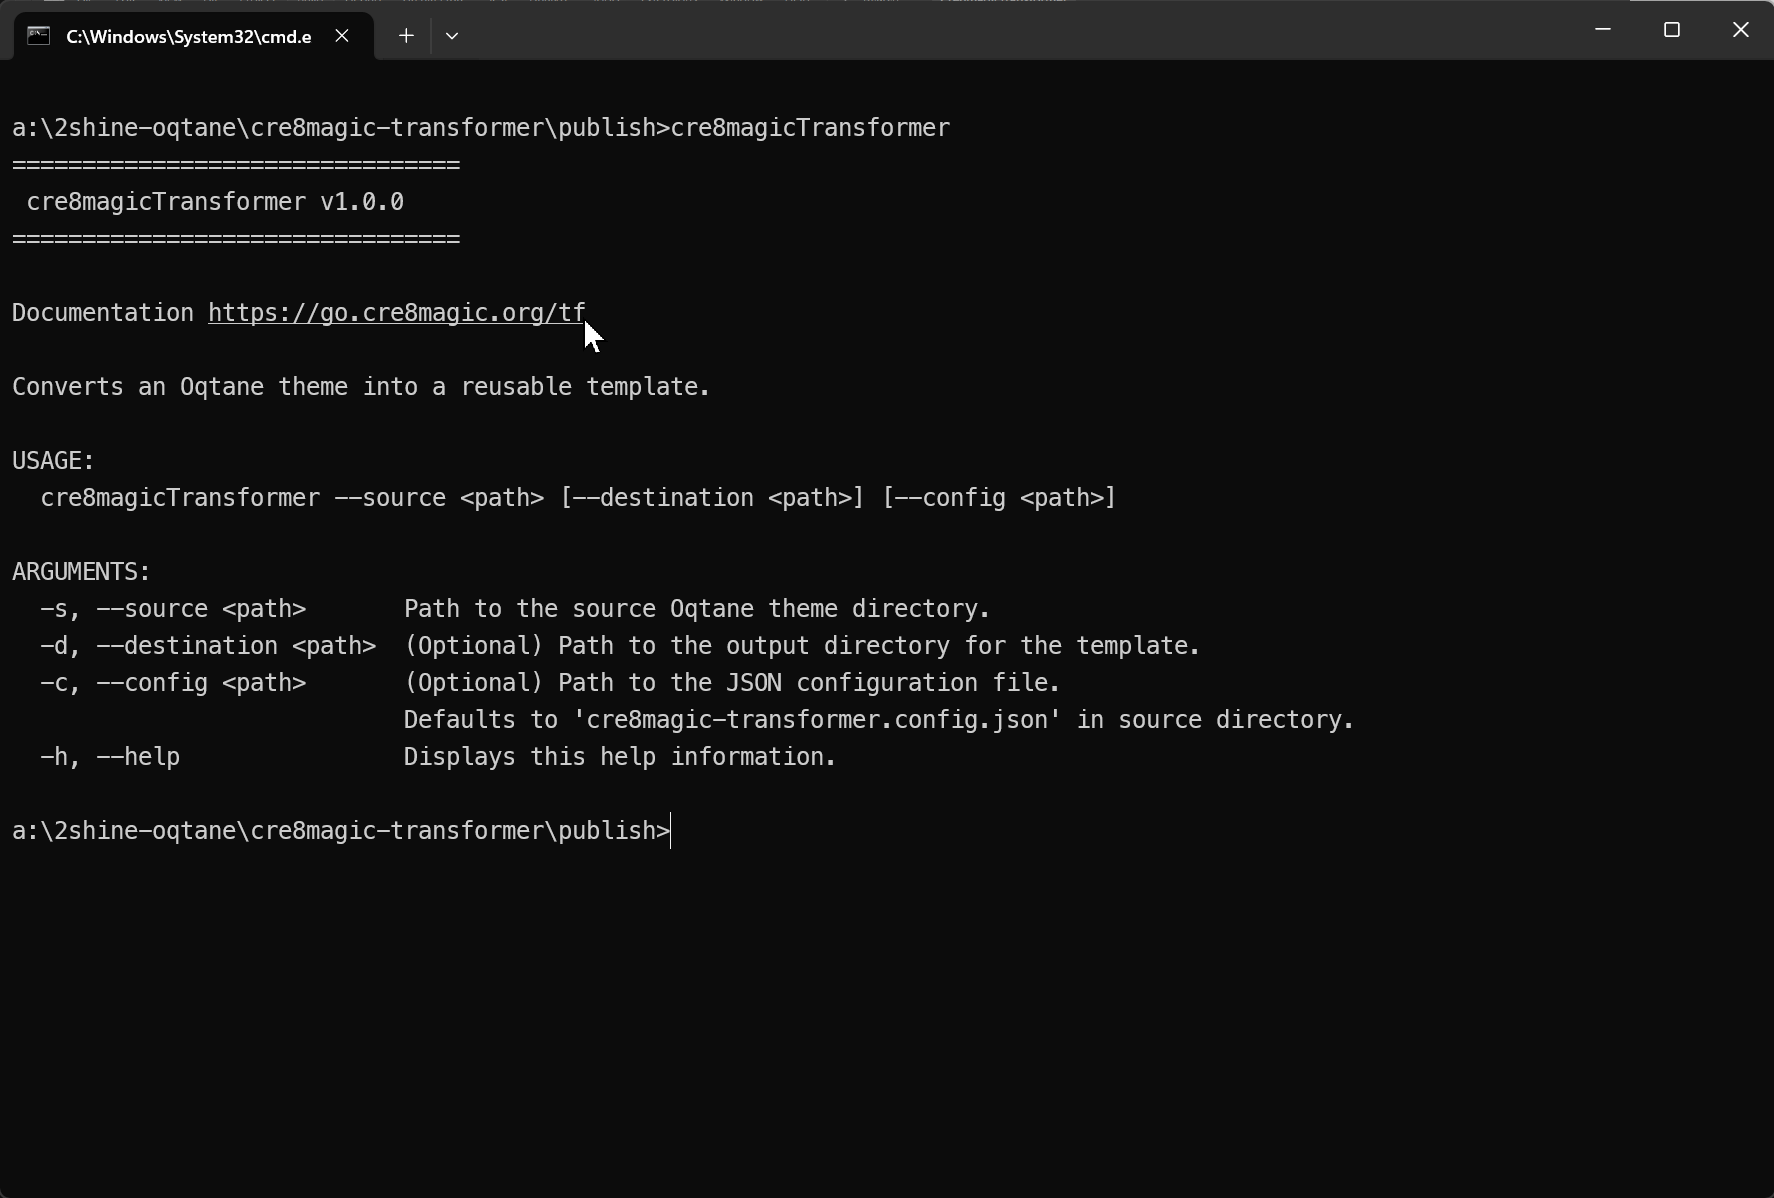 C:\Windows\System32\cmd.e
a:\2shine-oqtane\cre8magic-transformer\publish>cre8magicTransformer
================================
 cre8magicTransformer v1.0.0
================================
Documentation https://go.cre8magic.org/tf
Converts an Oqtane theme into a reusable template.
USAGE:
  cre8magicTransformer --source <path> [--destination <path>] [--config <path>]
ARGUMENTS:
  -s, --source <path>       Path to the source Oqtane theme directory.
  -d, --destination <path>  (Optional) Path to the output directory for the template.
  -c, --config <path>       (Optional) Path to the JSON configuration file.
                            Defaults to 'cre8magic-transformer.config.json' in source directory.
  -h, --help                Displays this help information.
a:\2shine-oqtane\cre8magic-transformer\publish>